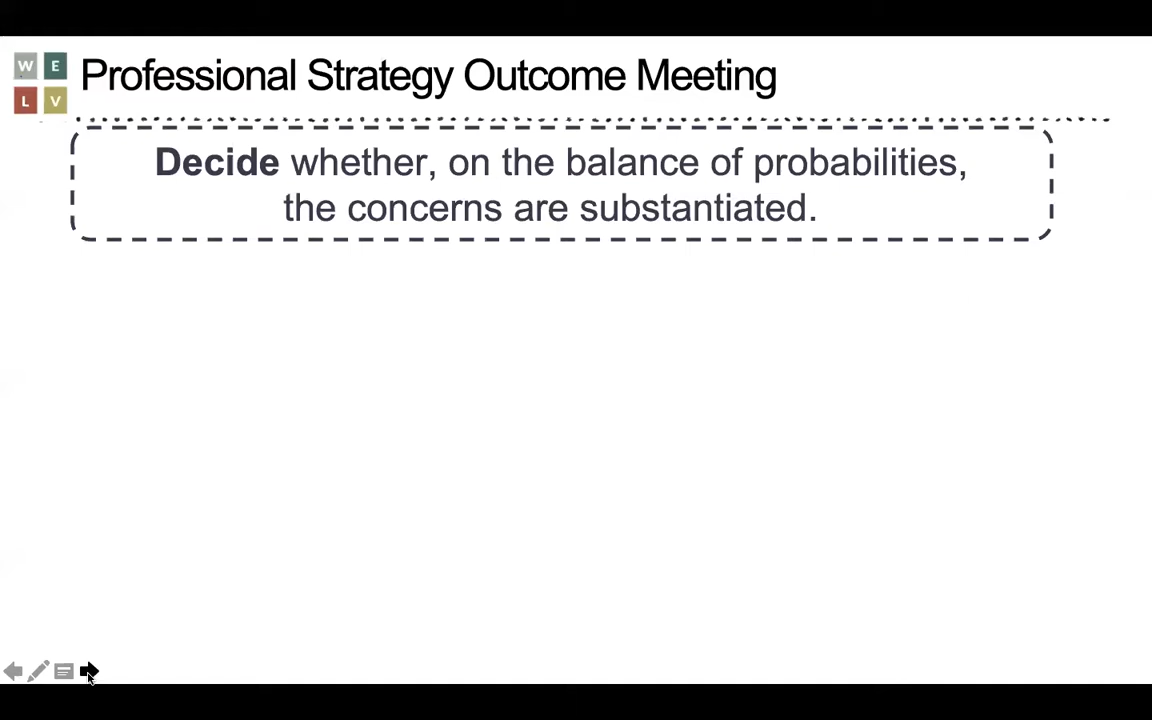 W E
L V
Professional Strategy Outcome Meeting
Decide whether, on the balance of probabilities,
the concerns are substantiated.